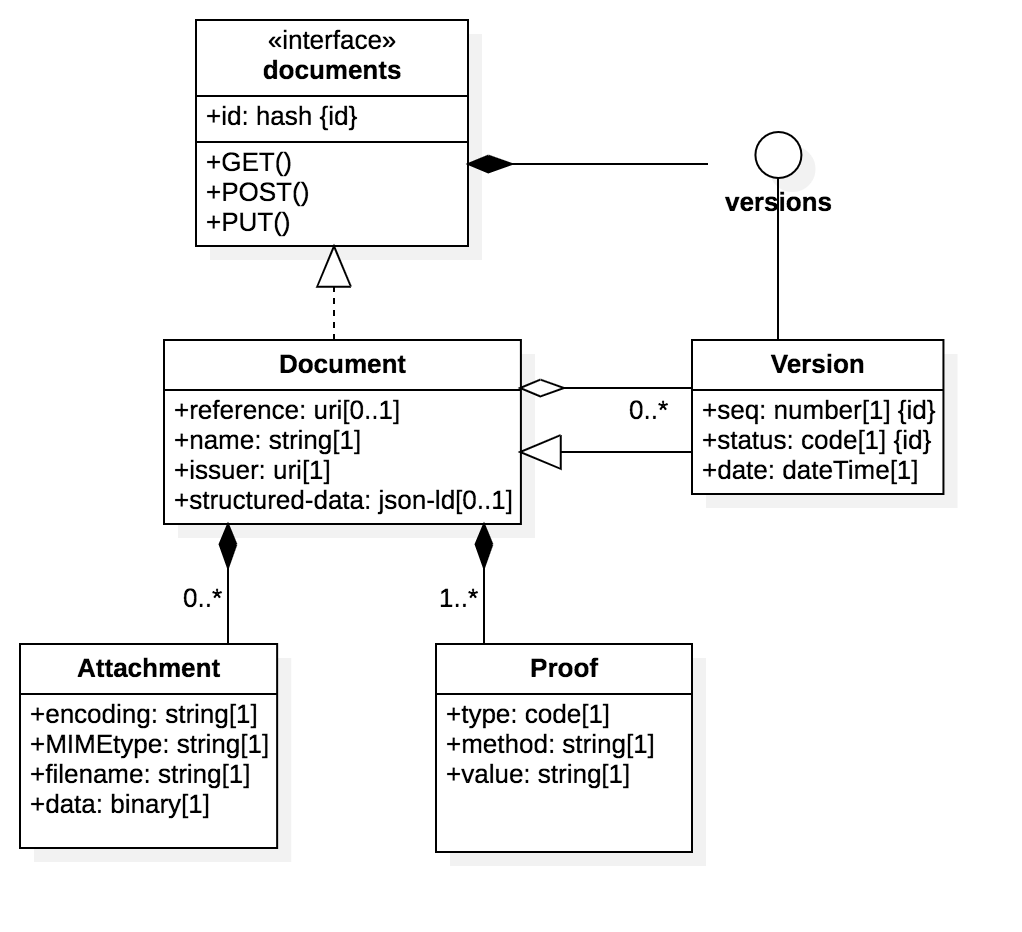 «interface»
documents
+id: hash {id}
+GET()
+POST()
+PUT()
versions
Document
+reference: uri[0..1]
+name: string[1]
+issuer: uri[1]
+structured-data: json-ld[0..1]
0..*
Version
+seq: number[1] {id}
+status: code[1] {id}
+date: dateTime[1]
0..*
1..*
Attachment
+encoding: string[1]
+MIMEtype: string[1]
+filename: string[1]
+data: binary[1]
Proof
+type: code[1]
+method: string[1]
+value: string[1]